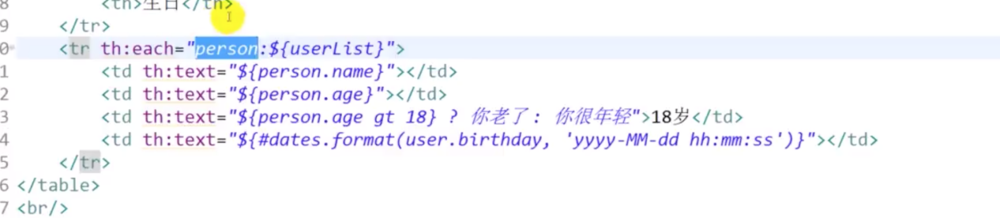 8 <th>生日</th>
9 </tr>
0 <tr th:each="person:${userList}">
1 <td th:text="${person.name}"></td>
2 <td th:text="${person.age}"></td>
3 <td th:text="${person.age gt 18} ? 你老了 : 你很年轻">18岁</td>
4 <td th:text="${#dates.format(user.birthday, 'yyyy-MM-dd hh:mm:ss')}"></td>
5 </tr>
6 </table>
7 <br/>